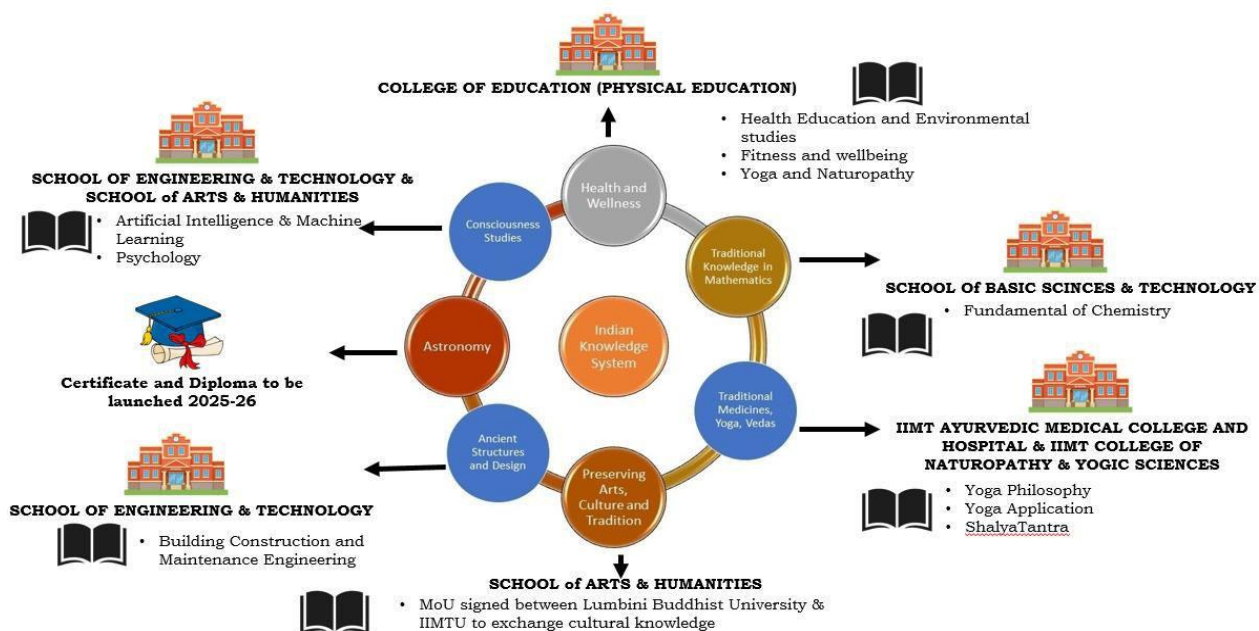 COLLEGE OF EDUCATION (PHYSICAL EDUCATION)
• Health Education and Environmental
studies
• Fitness and wellbeing
• Yoga and Naturopathy
SCHOOL OF ENGINEERING & TECHNOLOGY &
SCHOOL of ARTS & HUMANITIES
• Artificial Intelligence & Machine
Learning
• Psychology
Health and
Wellness
Consciousness
Studies
Traditional
Knowledge in
Mathematics
SCHOOL Of BASIC SCINCES & TECHNOLOGY
• Fundamental of Chemistry
Astronomy
Indian
Knowledge
System
Certificate and Diploma to be
launched 2025-26
Traditional
Medicines,
Yoga, Vedas
IIMT AYURVEDIC MEDICAL COLLEGE AND
HOSPITAL & IIMT COLLEGE OF
NATUROPATHY & YOGIC SCIENCES
• Yoga Philosophy
• Yoga Application
• ShalyaTantra
Ancient
Structures
and Design
Preserving
Arts,
Culture and
Tradition
SCHOOL OF ENGINEERING & TECHNOLOGY
• Building Construction and
Maintenance Engineering
SCHOOL of ARTS & HUMANITIES
• MoU signed between Lumbini Buddhist University &
IIMTU to exchange cultural knowledge